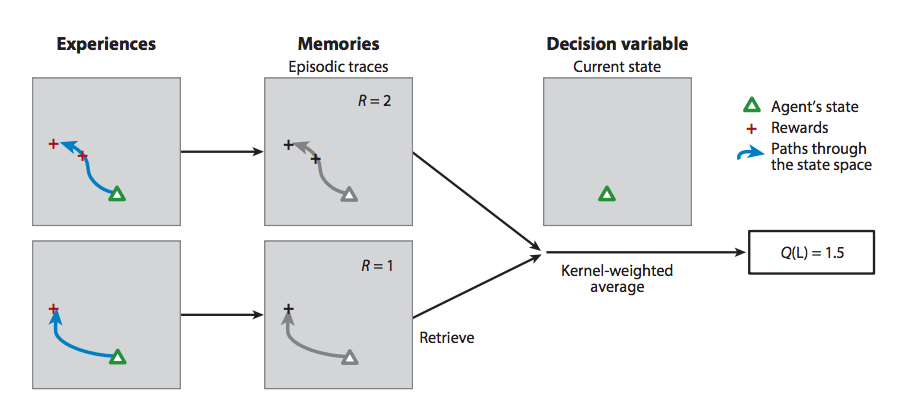 Experiences
Memories
Episodic traces
Decision variable
Current state
R = 2
R = 1
Agent's state
Rewards
Paths through
the state space
Kernel-weighted
average
Q(L) = 1.5
Retrieve